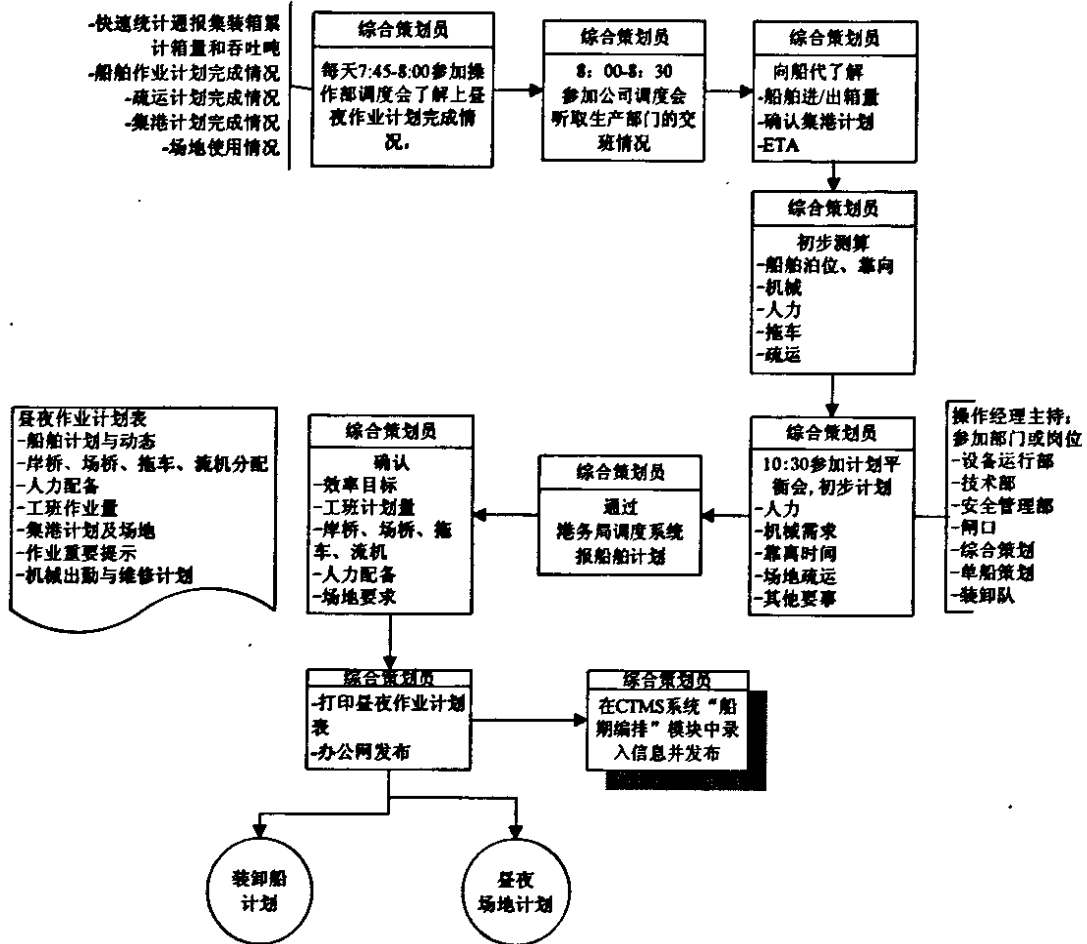 -快速统计通报集装箱累
计箱量和吞吐吨
-船舶作业计划完成情况
-疏运计划完成情况
-集港计划完成情况
-场地使用情况
综合策划员
每天7:45-8:00参加操
作部调度会了解上昼
夜作业计划完成情
况。
综合策划员
8：00-8：30
参加公司调度会
听取生产部门的交
班情况
综合策划员
向船代了解
-船舶进/出箱量
-确认集港计划
-ETA
综合策划员
初步测算
-船舶泊位、靠向
-机械
-人力
-拖车
-疏运
昼夜作业计划表
-船舶计划与动态
-岸桥、场桥、拖车、流机分配
-人力配备
-工班作业量
-集港计划及场地
-作业重要提示
-机械出勤与维修计划
综合策划员
确认
-效率目标
-工班计划量
-岸桥、场桥、拖
车、流机
-人力配备
-场地要求
综合策划员
通过
港务局调度系统
报船舶计划
综合策划员
10:30参加计划平
衡会,初步计划
-人力
-机械需求
-靠离时间
-场地疏运
-其他要事
操作经理主持；
参加部门或岗位
-设备运行部
-技术部
-安全管理部
-闸口
-综合策划
-单船策划
-装卸队
综合策划员
-打印昼夜作业计划
表
-办公网发布
综合策划员
在CTMS系统“船
期编排”模块中录
入信息并发布
装卸船
计划
昼夜
场地计划